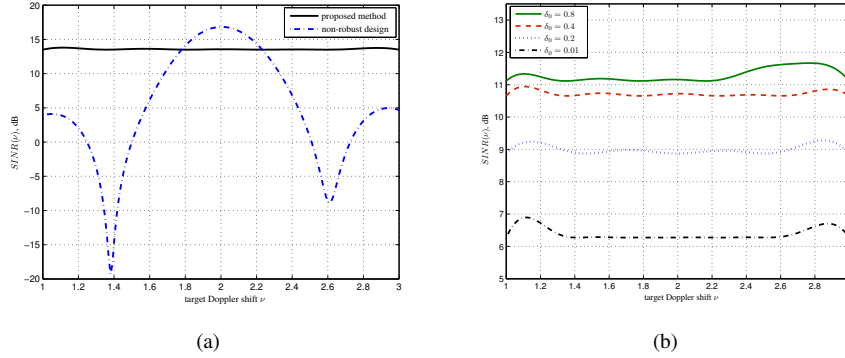 20
15
10
5
0
−5
−10
−15
−20
SINR(ν), dB
proposed method
non-robust design
1 1.2 1.4 1.6 1.8 2 2.2 2.4 2.6 2.8 3
target Doppler shift ν
(a)
13
12
11
10
9
8
7
6
5
SINR(ν), dB
δ₀ = 0.8
δ₀ = 0.4
δ₀ = 0.2
δ₀ = 0.01
1 1.2 1.4 1.6 1.8 2 2.2 2.4 2.6 2.8
target Doppler shift ν
(b)